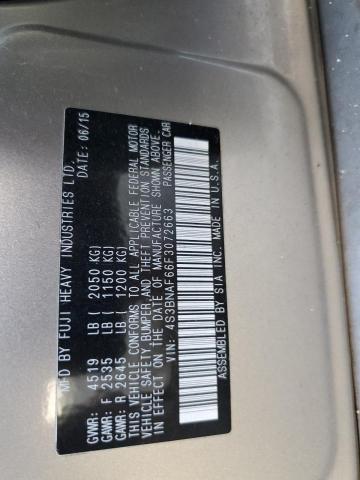 MFD BY FUJI HEAVY INDUSTRIES LTD. DATE: 06/15
GVWR: 4519 LB ( 2050 KG)
GAWR: F 2535 LB ( 1150 KG)
GAWR: R 2645 LB ( 1200 KG)
THIS VEHICLE CONFORMS TO ALL APPLICABLE FEDERAL MOTOR
VEHICLE SAFETY, BUMPER, AND THEFT PREVENTION STANDARDS
IN EFFECT ON THE DATE OF MANUFACTURE SHOWN ABOVE.
VIN: 4S3BNAF66F3072663 PASSENGER CAR
ASSEMBLED BY SIA INC. MADE IN U.S.A.